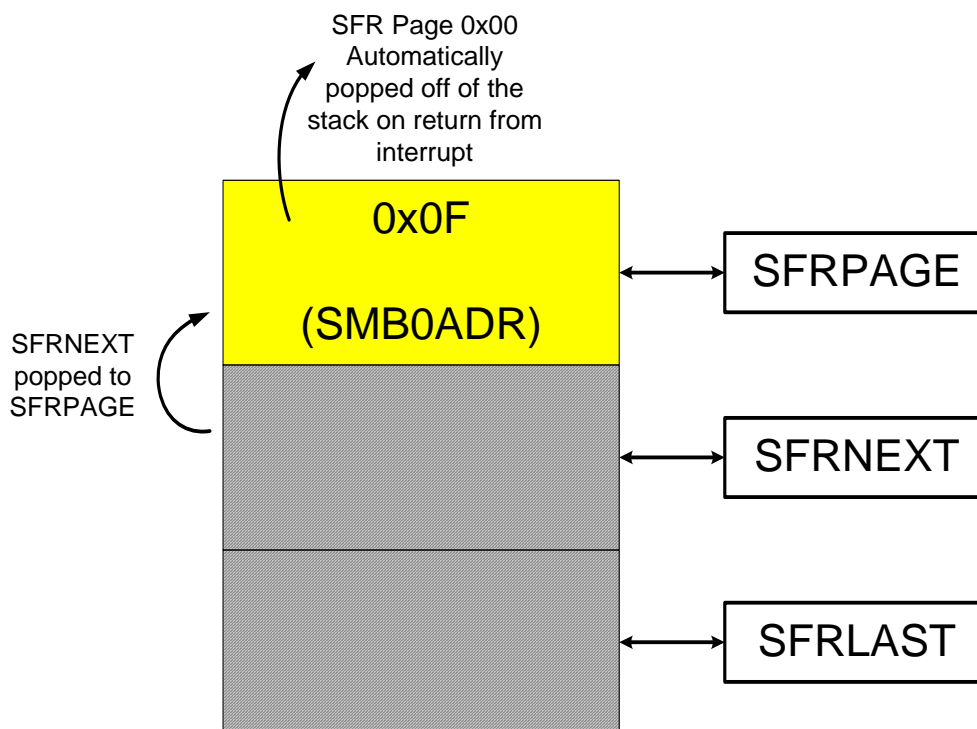 SFR Page 0x00
Automatically
popped off of the
stack on return from
interrupt
0x0F
(SMB0ADR)
SFRPAGE
SFRNEXT
popped to
SFRPAGE
SFRNEXT
SFRLAST